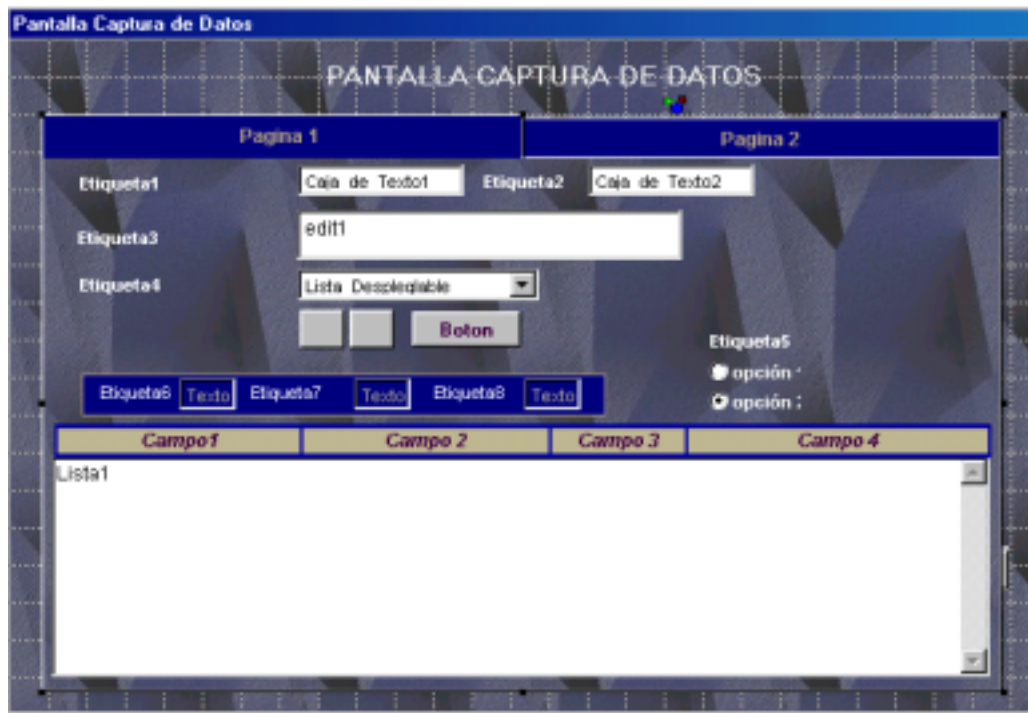 Pantalla Captura de Datos
PANTALLA CAPTURA DE DATOS
Pagina 1 Pagina 2
Etiqueta1 Caja de Texto1 Etiqueta2 Caja de Texto2
Etiqueta3 edit1
Etiqueta4 Lista Desplegable
Boton
Etiqueta5
opción
Etiqueta6 Texto Etiqueta7 Texto Etiqueta8 Texto
opción
Campo1 Campo 2 Campo 3 Campo 4
Lista1